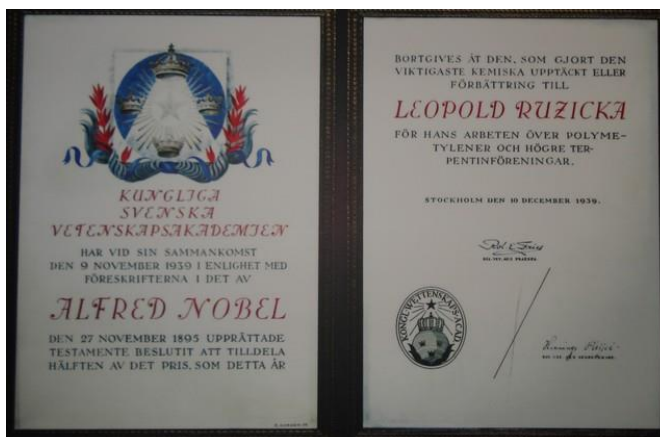 KUNGLIGA
SVENSKA
VETENSKAPSAKADEMIEN
HAR VID SIN SAMMANKOMST
DEN 9 NOVEMBER 1939 I ENLIGHET MED
FÖRESKRIFTERNA I DET AV
ALFRED NOBEL
DEN 27 NOVEMBER 1895 UPPRÄTTADE
TESTAMENTE BESLUTIT ATT TILLDELA
HÄLFTEN AV DET PRIS, SOM DETTA ÅR
BORTGIVES ÅT DEN, SOM GJORT DEN
VIKTIGASTE KEMISKA UPPTÄCKT ELLER
FÖRBÄTTRING TILL
LEOPOLD RUZICKA
FÖR HANS ARBETEN ÖVER POLYME-
TYLENER OCH HÖGRE TER-
PENTINFÖRENINGAR.
STOCKHOLM DEN 10 DECEMBER 1939.
KONGL. WETTENSKAPS. ACAD.